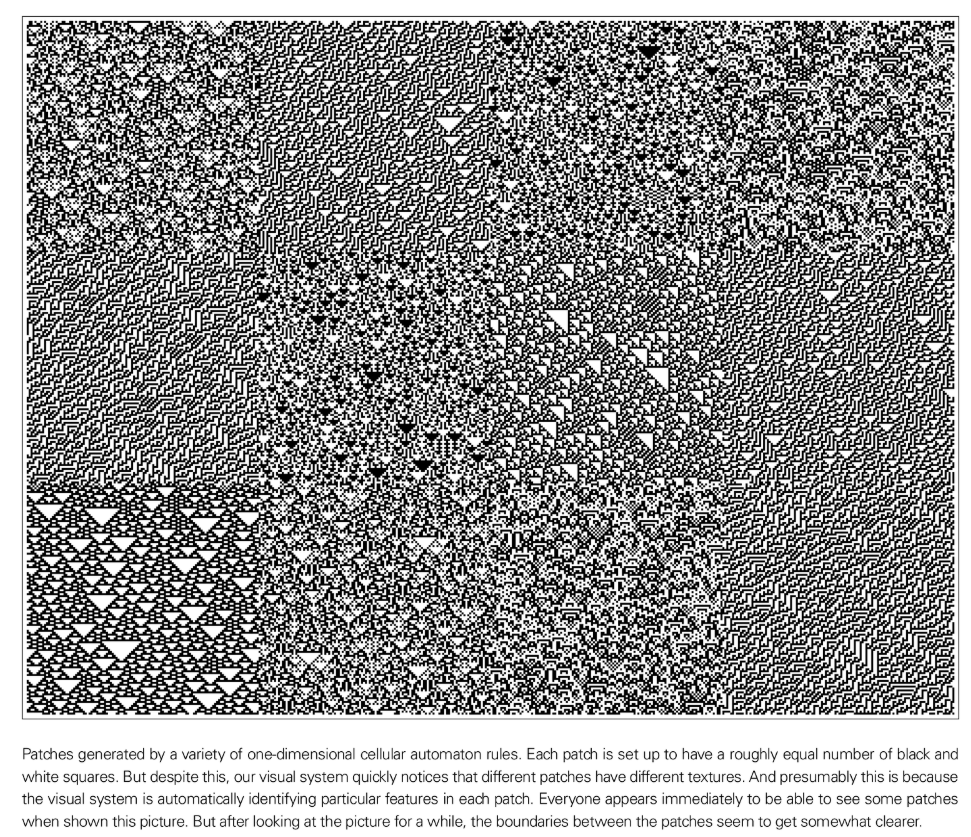 Patches generated by a variety of one-dimensional cellular automaton rules. Each patch is set up to have a roughly equal number of black and
white squares. But despite this, our visual system quickly notices that different patches have different textures. And presumably this is because
the visual system is automatically identifying particular features in each patch. Everyone appears immediately to be able to see some patches
when shown this picture. But after looking at the picture for a while, the boundaries between the patches seem to get somewhat clearer.